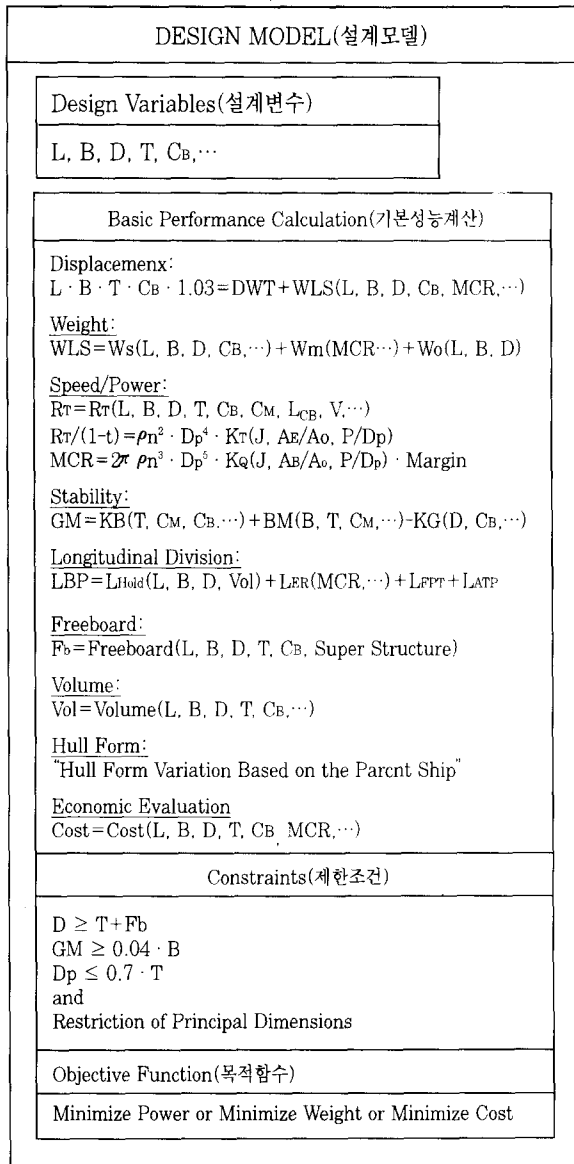 DESIGN MODEL(설계모델)
Design Variables(설계변수)
L, B, D, T, CB,⋯
Basic Performance Calculation(기본성능계산)
Displacemenx:
L · B · T · CB · 1.03=DWT+WLS(L, B, D, CB, MCR,⋯)
Weight:
WLS=Ws(L, B, D, CB,⋯)+Wm(MCR⋯)+Wo(L, B, D)
Speed/Power:
RT=RT(L, B, D, T, CB, CM, LCB, V,⋯)
RT/(1-t)=ρn² · Dp⁴ · KT(J, AE/Ao, P/Dp)
MCR=2π ρn³ · Dp⁵ · KQ(J, AB/Ao, P/Dp) · Margin
Stability:
GM=KB(T, CM, CB,⋯)+BM(B, T, CM,⋯)-KG(D, CB,⋯)
Longitudinal Division:
LBP=LHold(L, B, D, Vol)+LER(MCR,⋯)+LFPT+LATP
Freeboard:
Fb=Freeboard(L, B, D, T, CB, Super Structure)
Volume:
Vol=Volume(L, B, D, T, CB,⋯)
Hull Form:
"Hull Form Variation Based on the Parcnt Ship"
Economic Evaluation
Cost=Cost(L, B, D, T, CB MCR,⋯)
Constraints(제한조건)
D ≥ T+Fb
GM ≥ 0.04 · B
Dp ≤ 0.7 · T
and
Restriction of Principal Dimensions
Objective Function(목적함수)
Minimize Power or Minimize Weight or Minimize Cost